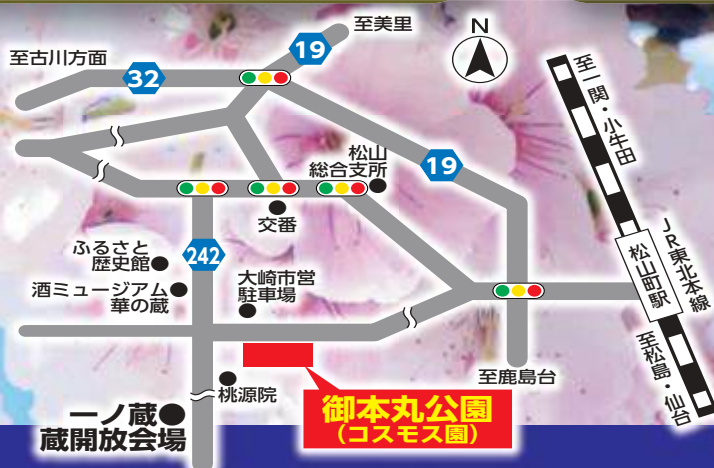 N
至美里
19
至古川方面
32
至一関・小牛田
松山
総合支所
19
交番
ふるさと
歴史館
242
酒ミュージアム
華の蔵
大崎市営
駐車場
JR東北本線
松山町駅
至松島・仙台
至鹿島台
桃源院
御本丸公園
(コスモス園)
一ノ蔵
蔵開放会場